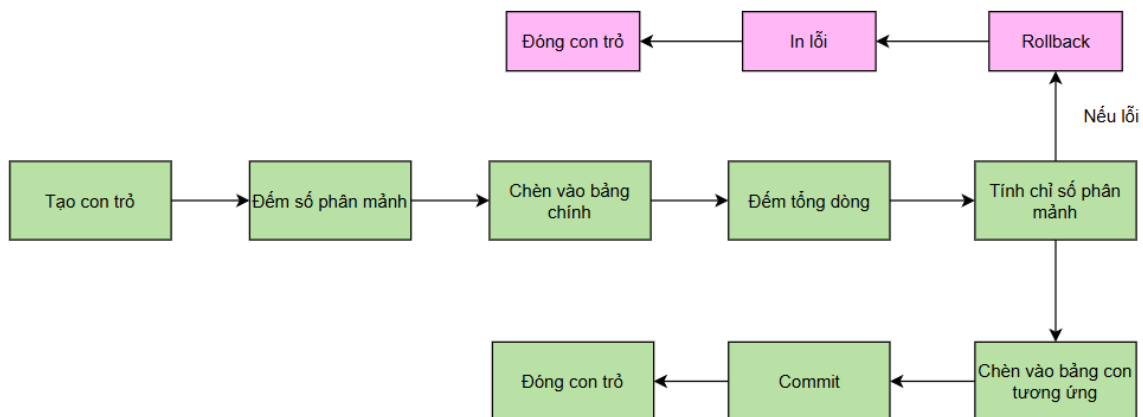 Đóng con trỏ
In lỗi
Rollback
Nếu lỗi
Tạo con trỏ
Đếm số phân mảnh
Chèn vào bảng
chính
Đếm tổng dòng
Tính chỉ số phân
mảnh
Đóng con trỏ
Commit
Chèn vào bảng con
tương ứng